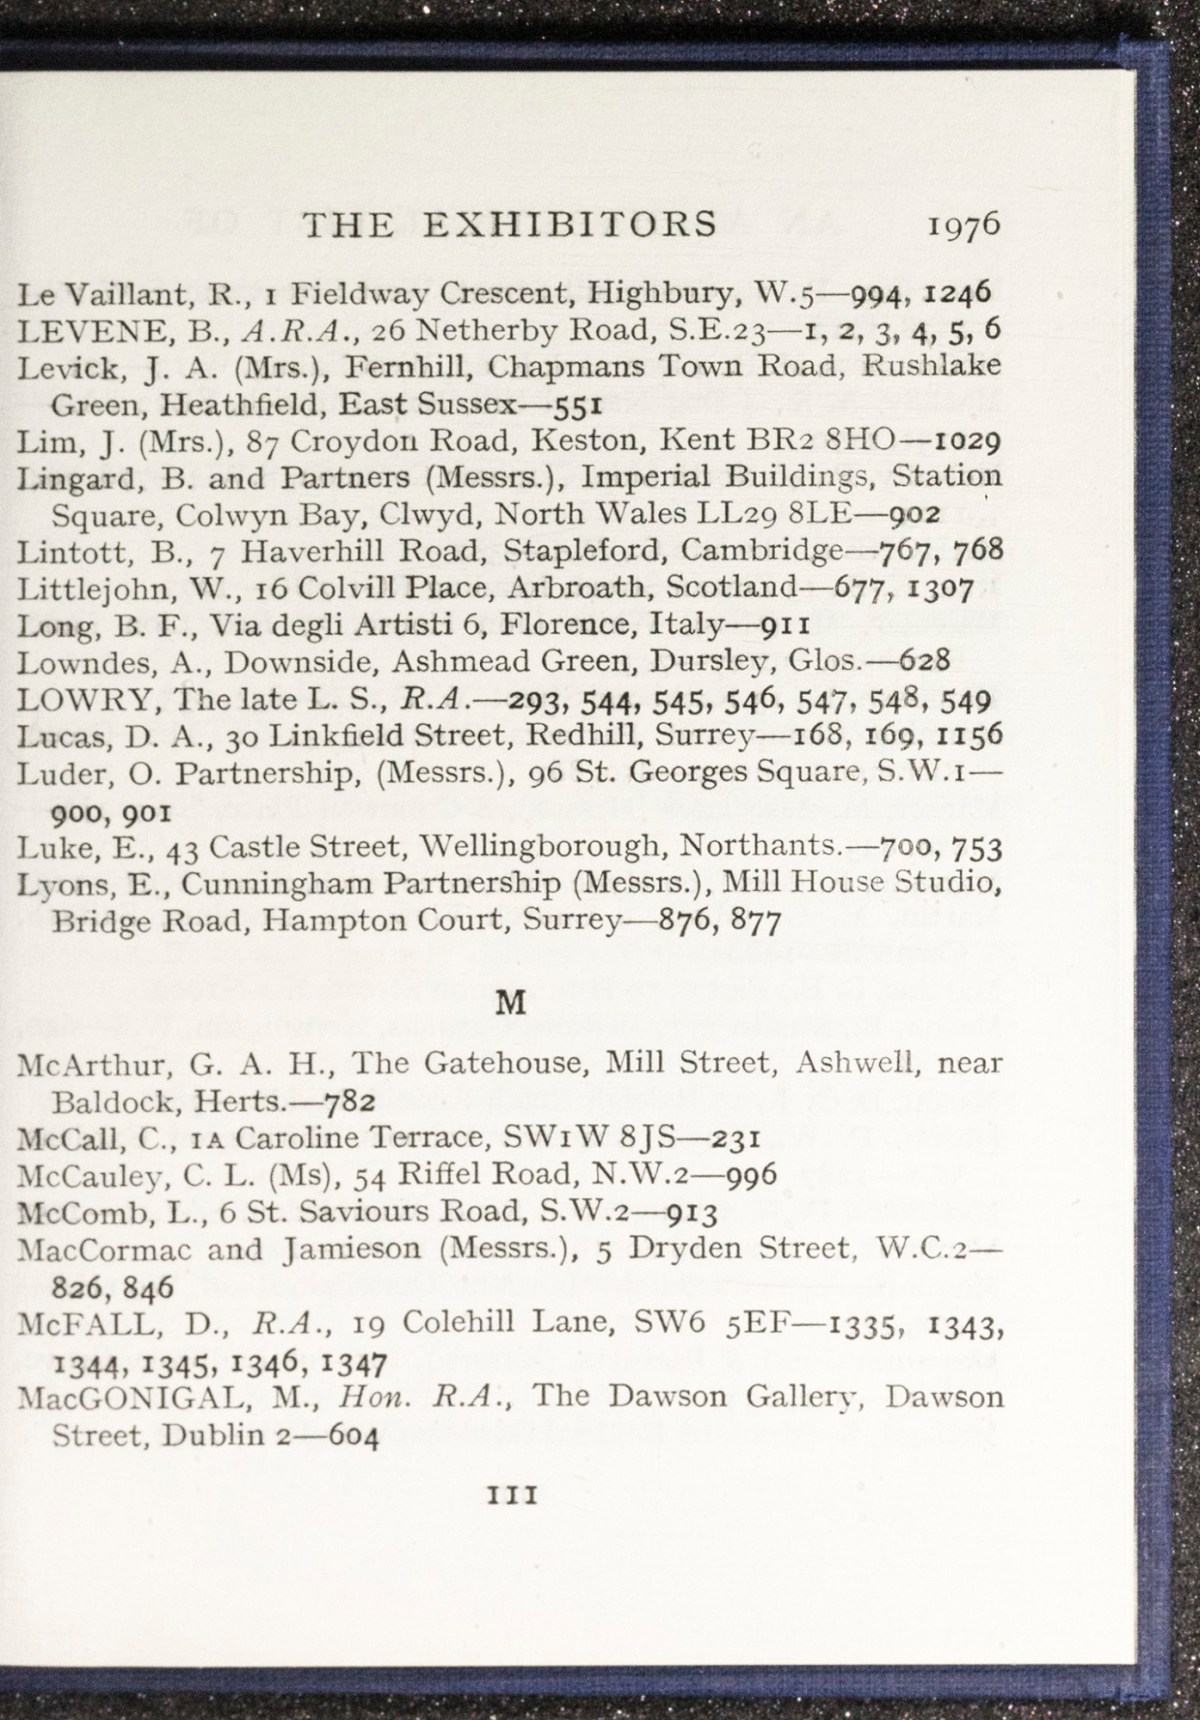 THE EXHIBITORS 1976
Le Vaillant, R., 1 Fieldway Crescent, Highbury, W.5—994, 1246
LEVENE, B., A.R.A., 26 Netherby Road, S.E.23—1, 2, 3, 4, 5, 6
Levick, J. A. (Mrs.), Fernhill, Chapmans Town Road, Rushlake
Green, Heathfield, East Sussex—551
Lim, J. (Mrs.), 87 Croydon Road, Keston, Kent BR2 8HO—1029
Lingard, B. and Partners (Messrs.), Imperial Buildings, Station
Square, Colwyn Bay, Clwyd, North Wales LL29 8LE—902
Lintott, B., 7 Haverhill Road, Stapleford, Cambridge—767, 768
Littlejohn, W., 16 Colvill Place, Arbroath, Scotland—677, 1307
Long, B. F., Via degli Artisti 6, Florence, Italy—911
Lowndes, A., Downside, Ashmead Green, Dursley, Glos.—628
LOWRY, The late L. S., R.A.—293, 544, 545, 546, 547, 548, 549
Lucas, D. A., 30 Linkfield Street, Redhill, Surrey—168, 169, 1156
Luder, O. Partnership, (Messrs.), 96 St. Georges Square, S.W.1—
900, 901
Luke, E., 43 Castle Street, Wellingborough, Northants.—700, 753
Lyons, E., Cunningham Partnership (Messrs.), Mill House Studio,
Bridge Road, Hampton Court, Surrey—876, 877
M
McArthur, G. A. H., The Gatehouse, Mill Street, Ashwell, near
Baldock, Herts.—782
McCall, C., 1A Caroline Terrace, SW1W 8JS—231
McCauley, C. L. (Ms), 54 Riffel Road, N.W.2—996
McComb, L., 6 St. Saviours Road, S.W.2—913
MacCormac and Jamieson (Messrs.), 5 Dryden Street, W.C.2—
826, 846
McFALL, D., R.A., 19 Colehill Lane, SW6 5EF—1335, 1343,
1344, 1345, 1346, 1347
MacGONIGAL, M., Hon. R.A., The Dawson Gallery, Dawson
Street, Dublin 2—604
111